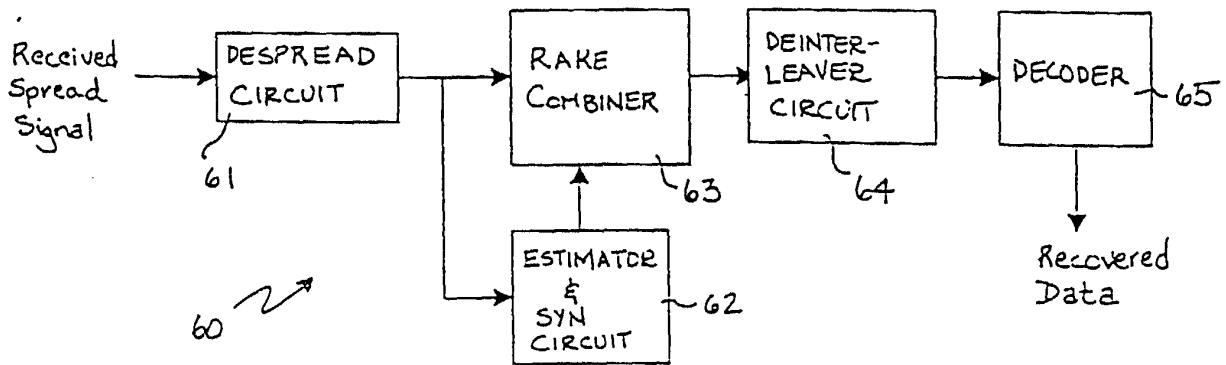 Received
Spread
Signal
DESPREAD
CIRCUIT
61
RAKE
COMBINER
63
DEINTER-
LEAVER
CIRCUIT
64
DECODER
65
Recovered
Data
ESTIMATOR
&
SYN
CIRCUIT
62
60